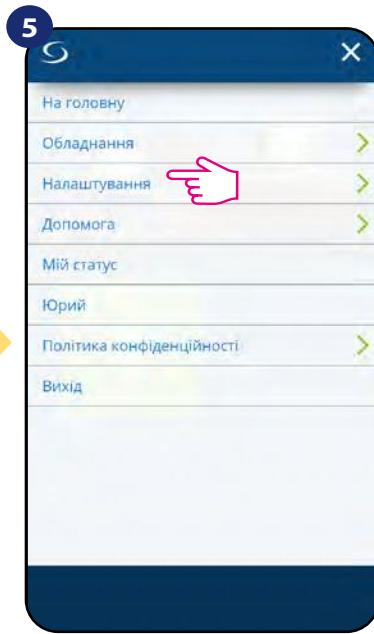 5
На головну
Обладнання
Налаштування
Допомога
Мій статус
Юрий
Політика конфіденційності
Вихід